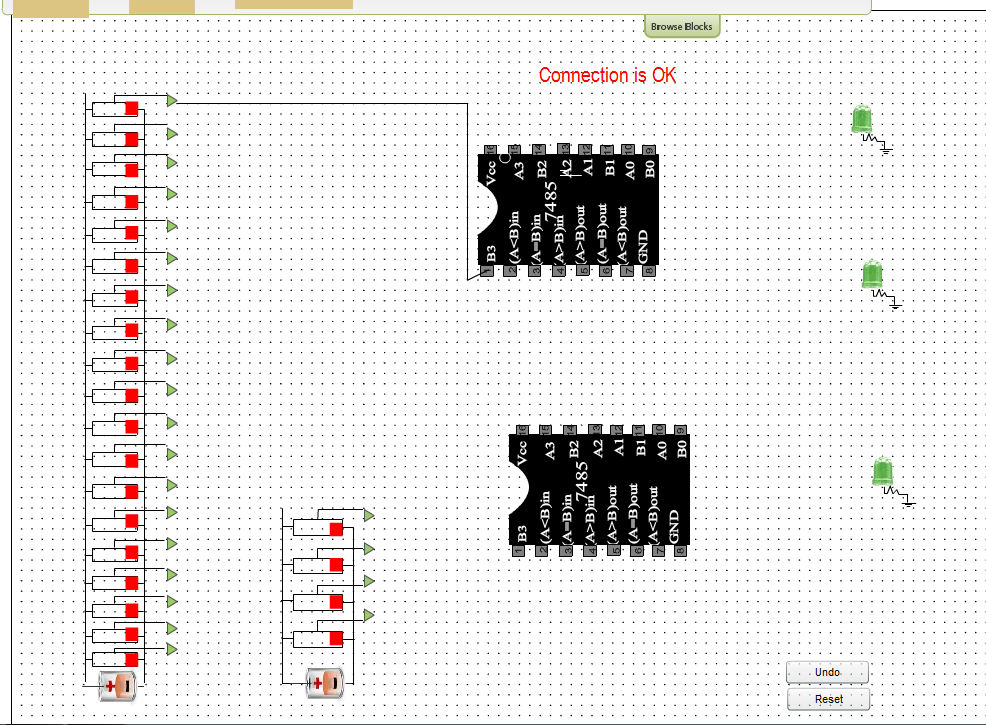 Browse Blocks
Connection is OK
16 15 14 13 12 11 10 9
Vcc A3 B2 A2 A1 B1 A0 B0
7485
B3 (A<B)in (A=B)in (A>B)in (A>B)out (A=B)out (A<B)out GND
1 2 3 4 5 6 7 8
16 15 14 13 12 11 10 9
Vcc A3 B2 A2 A1 B1 A0 B0
7485
B3 (A<B)in (A=B)in (A>B)in (A>B)out (A=B)out (A<B)out GND
1 2 3 4 5 6 7 8
Undo
Reset